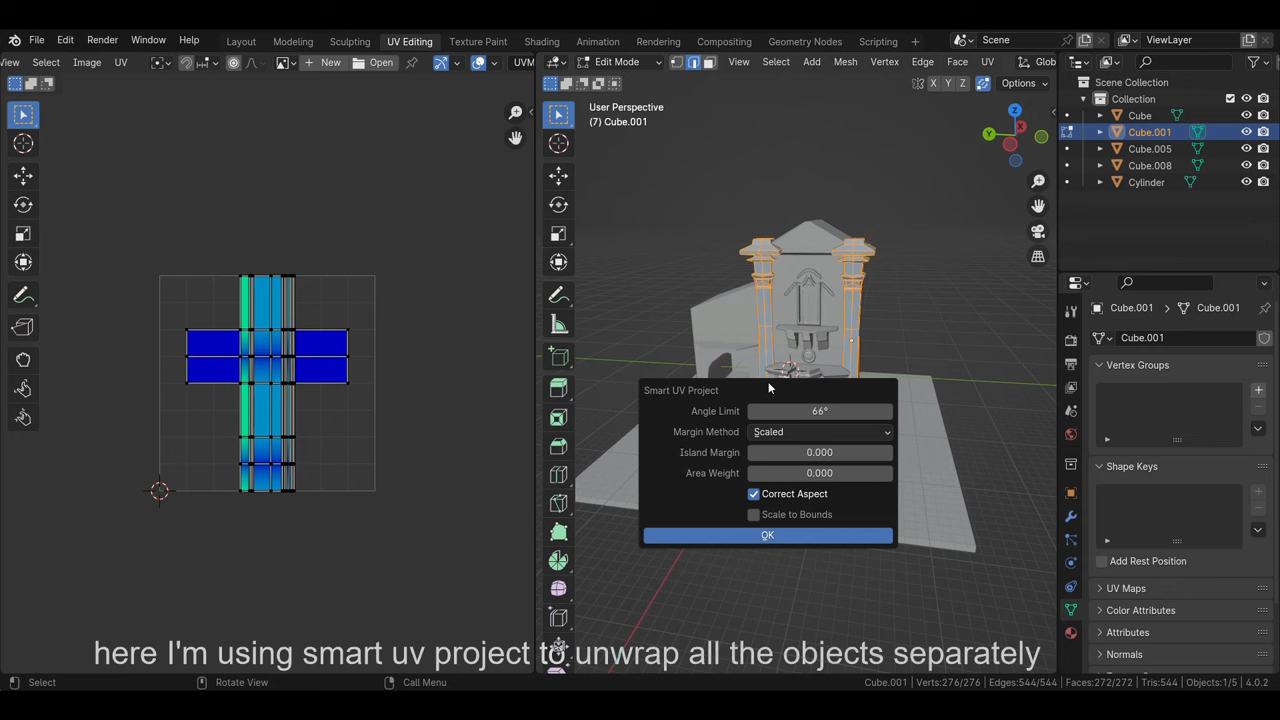 File Edit Render Window Help Layout Modeling Sculpting UV Editing Texture Paint Shading Animation Rendering Compositing Geometry Nodes Scripting + Scene ViewLayer
View Select Image UV New Open UVM Edit Mode View Select Add Mesh Vertex Edge Face UV Glob
X Y Z Options
Scene Collection
Collection
Cube
Cube.001
Cube.005
Cube.008
Cylinder
User Perspective
(7) Cube.001
Z
Y
X
Cube.001 Cube.001
Cube.001
Vertex Groups
Shape Keys
Add Rest Position
UV Maps
Color Attributes
Attributes
Normals
Smart UV Project
Angle Limit 66°
Margin Method Scaled
Island Margin 0.000
Area Weight 0.000
Correct Aspect
Scale to Bounds
OK
here I'm using smart uv project to unwrap all the objects separately
Select Rotate View Call Menu Cube.001 | Verts:276/276 | Edges:544/544 | Faces:272/272 | Tris:544 | Objects:1/5 | 4.0.2